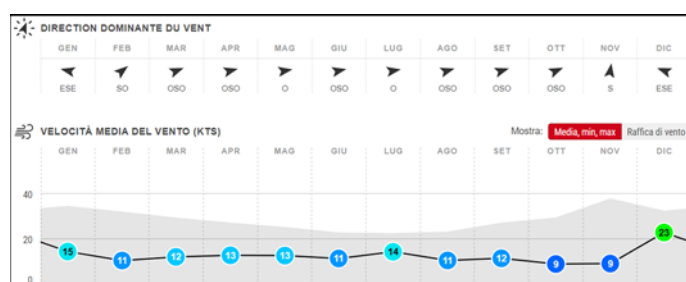 DIRECTION DOMINANTE DU VENT
GEN FEB MAR APR MAG GIU LUG AGO SET OTT NOV DIC
ESE SO OSO OSO O OSO O OSO OSO OSO S ESE
VELOCITÀ MEDIA DEL VENTO (KTS) Mostra: Media, min, max Raffica di vento
GEN FEB MAR APR MAG GIU LUG AGO SET OTT NOV DIC
40
20
15 11 12 13 13 11 14 11 12 9 9 23
0